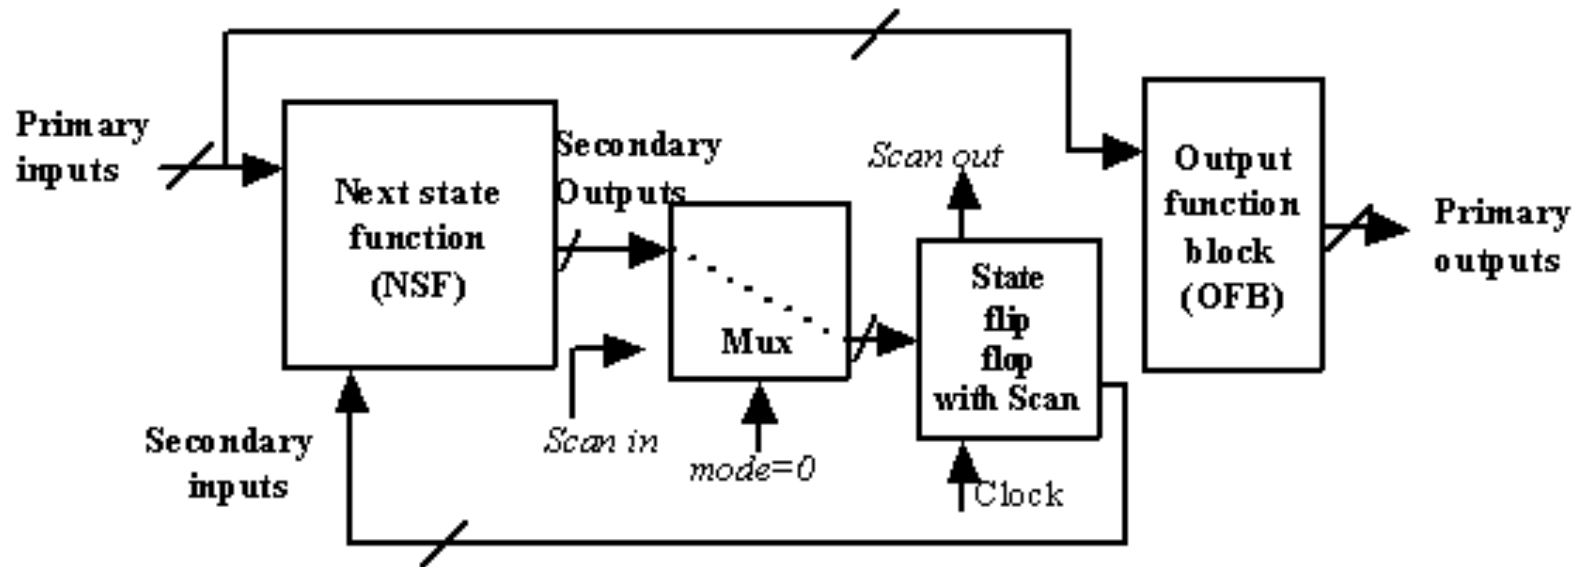 Primary
inputs
Next state
function
(NSF)
Secondary
Outputs
Scan in
Mux
mode=0
Scan out
State
flip
flop
with Scan
Clock
Output
function
block
(OFB)
Primary
outputs
Secondary
inputs